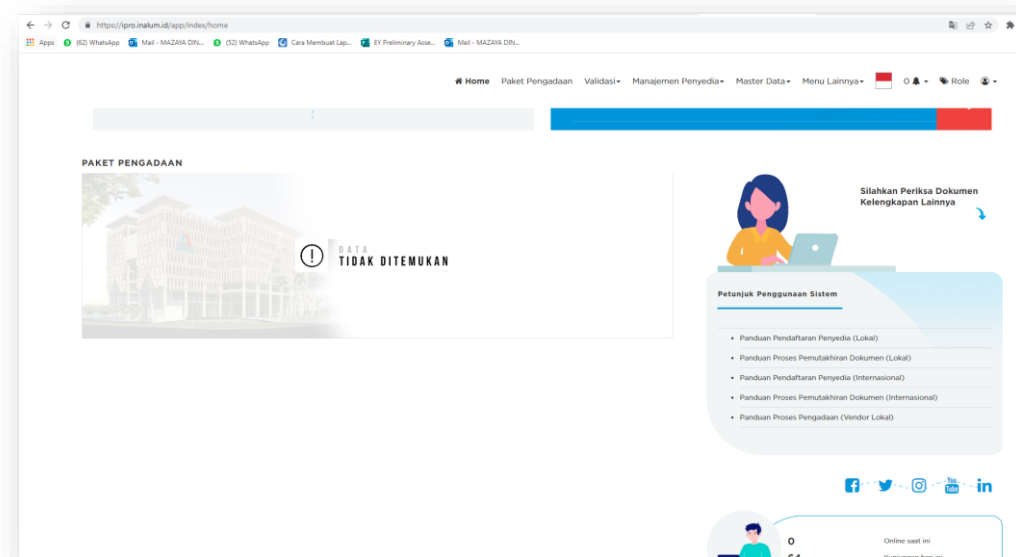 https://ipro.inalum.id/app/index/home
Apps (62) WhatsApp Mail - MAZAYA DIN... (52) WhatsApp Cara Membuat Lap... EY Preliminary Asse... Mail - MAZAYA DIN...
Home Paket Pengadaan Validasi Manajemen Penyedia Master Data Menu Lainnya 0 Role
PAKET PENGADAAN
DATA
TIDAK DITEMUKAN
Silahkan Periksa Dokumen
Kelengkapan Lainnya
Petunjuk Penggunaan Sistem
• Panduan Pendaftaran Penyedia (Lokal)
• Panduan Proses Pemutakhiran Dokumen (Lokal)
• Panduan Pendaftaran Penyedia (Internasional)
• Panduan Proses Pemutakhiran Dokumen (Internasional)
• Panduan Proses Pengadaan (Vendor Lokal)
You
Tube
0 Online saat ini
64 Kunjungan hari ini